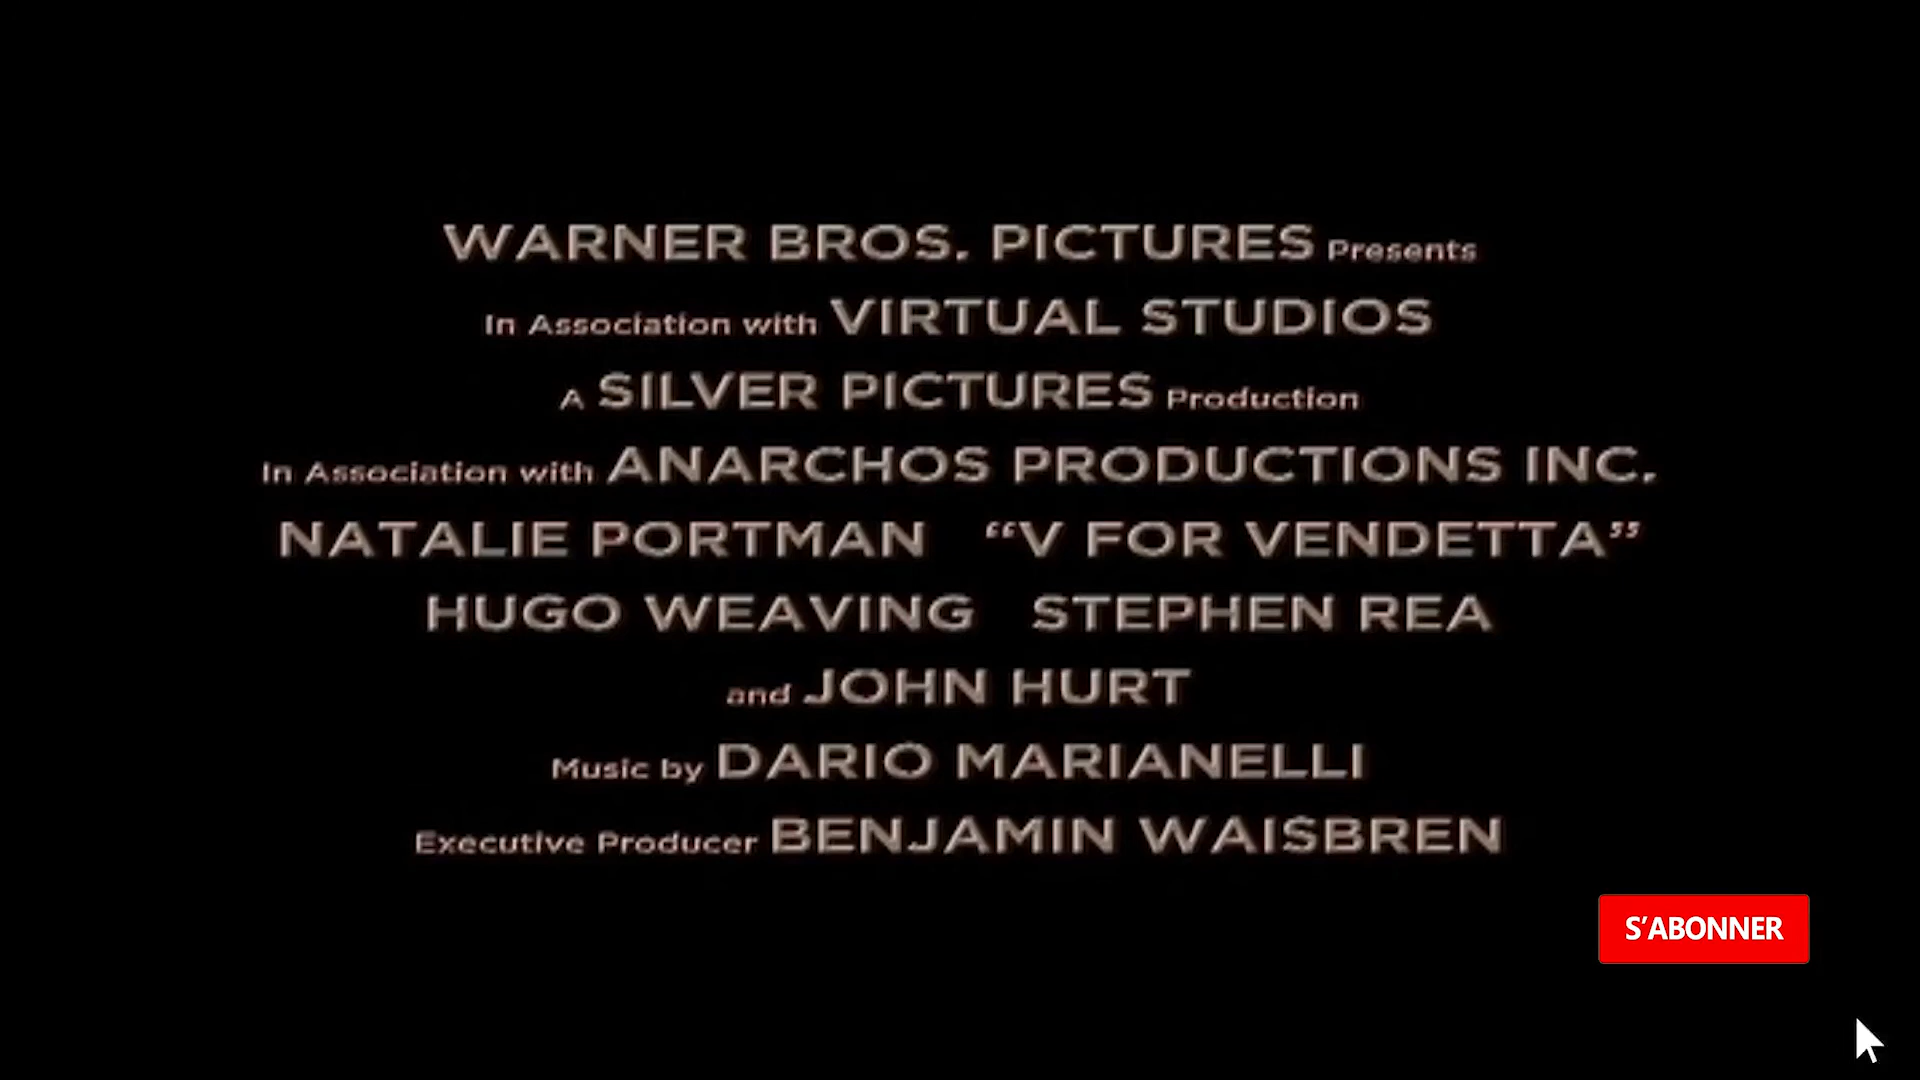 WARNER BROS. PICTURES Presents
In Association with VIRTUAL STUDIOS
A SILVER PICTURES Production
In Association with ANARCHOS PRODUCTIONS INC.
NATALIE PORTMAN “V FOR VENDETTA”
HUGO WEAVING STEPHEN REA
and JOHN HURT
Music by DARIO MARIANELLI
Executive Producer BENJAMIN WAISBREN
S’ABONNER